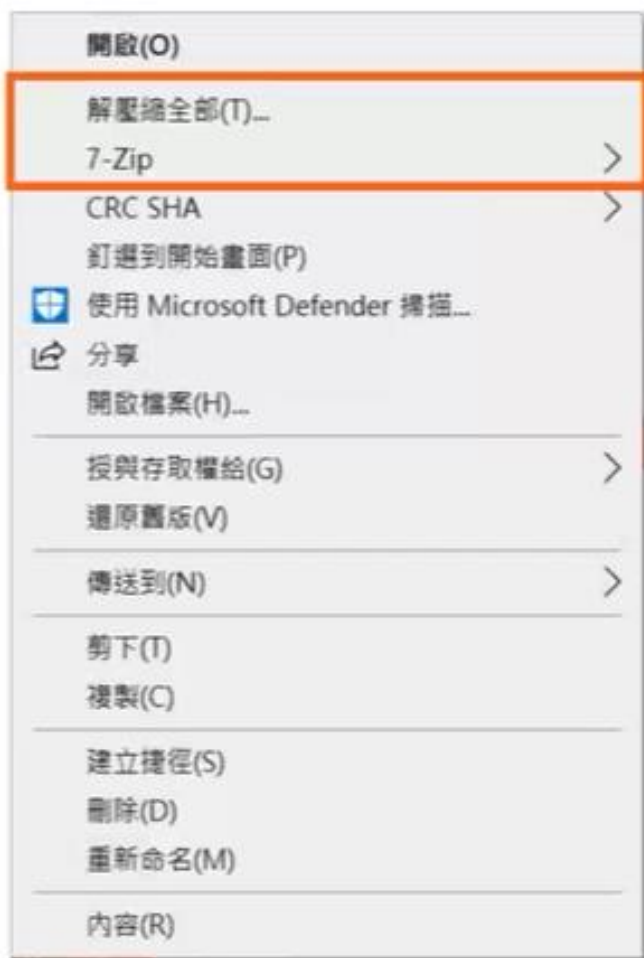 開啟(O)
解壓縮全部(T)...
7-Zip
CRC SHA
釘選到開始畫面(P)
使用 Microsoft Defender 掃描...
分享
開啟檔案(H)...
授與存取權給(G)
還原舊版(V)
傳送到(N)
剪下(T)
複製(C)
建立捷徑(S)
刪除(D)
重新命名(M)
內容(R)